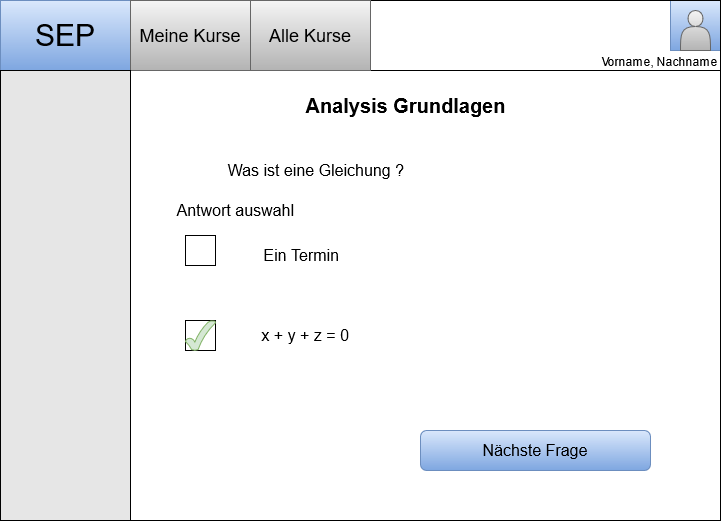 SEP
Meine Kurse
Alle Kurse
Vorname, Nachname
Analysis Grundlagen
Was ist eine Gleichung ?
Antwort auswahl
Ein Termin
x + y + z = 0
Nächste Frage